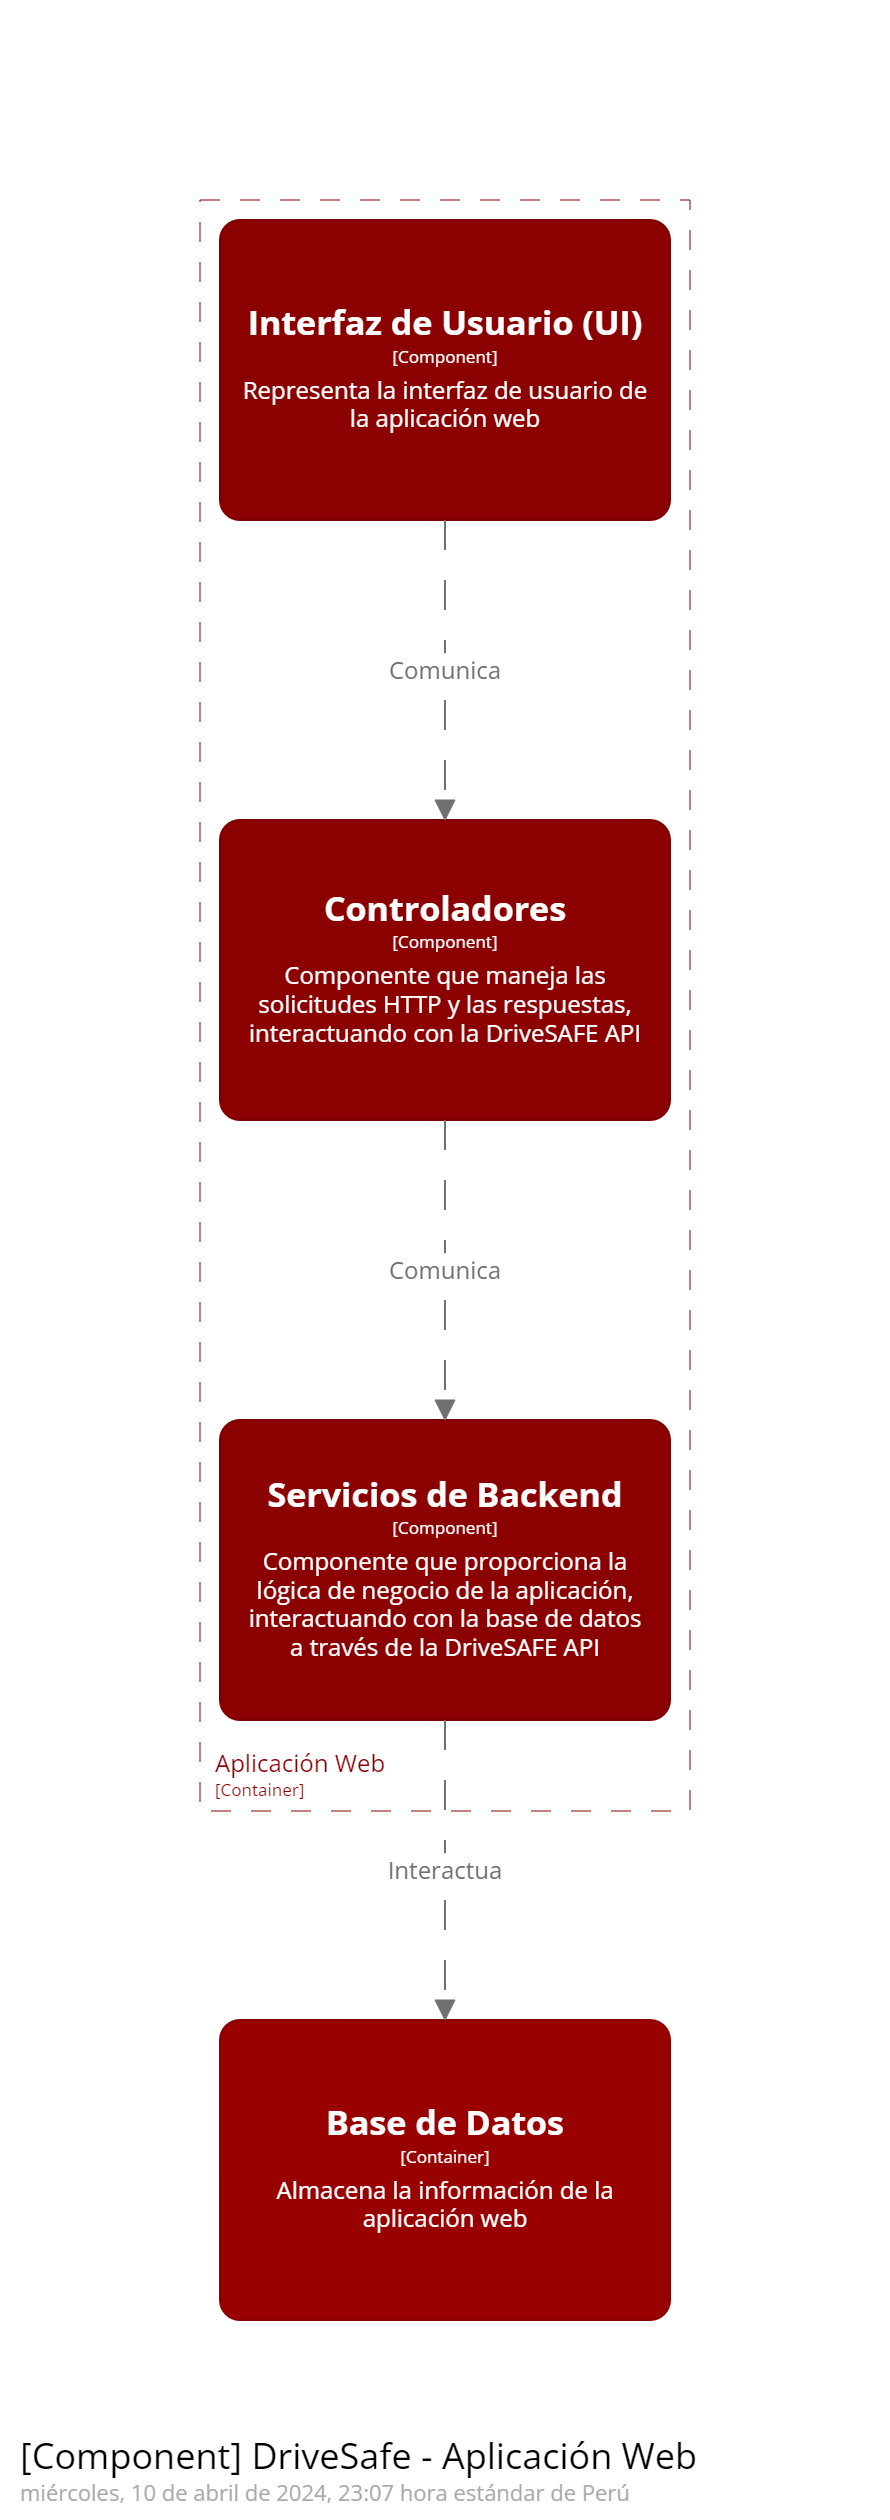 Interfaz de Usuario (UI)
[Component]
Representa la interfaz de usuario de
la aplicación web
Comunica
Controladores
[Component]
Componente que maneja las
solicitudes HTTP y las respuestas,
interactuando con la DriveSAFE API
Comunica
Servicios de Backend
[Component]
Componente que proporciona la
lógica de negocio de la aplicación,
interactuando con la base de datos
a través de la DriveSAFE API
Aplicación Web
[Container]
Interactua
Base de Datos
[Container]
Almacena la información de la
aplicación web
[Component] DriveSafe - Aplicación Web
miércoles, 10 de abril de 2024, 23:07 hora estándar de Perú